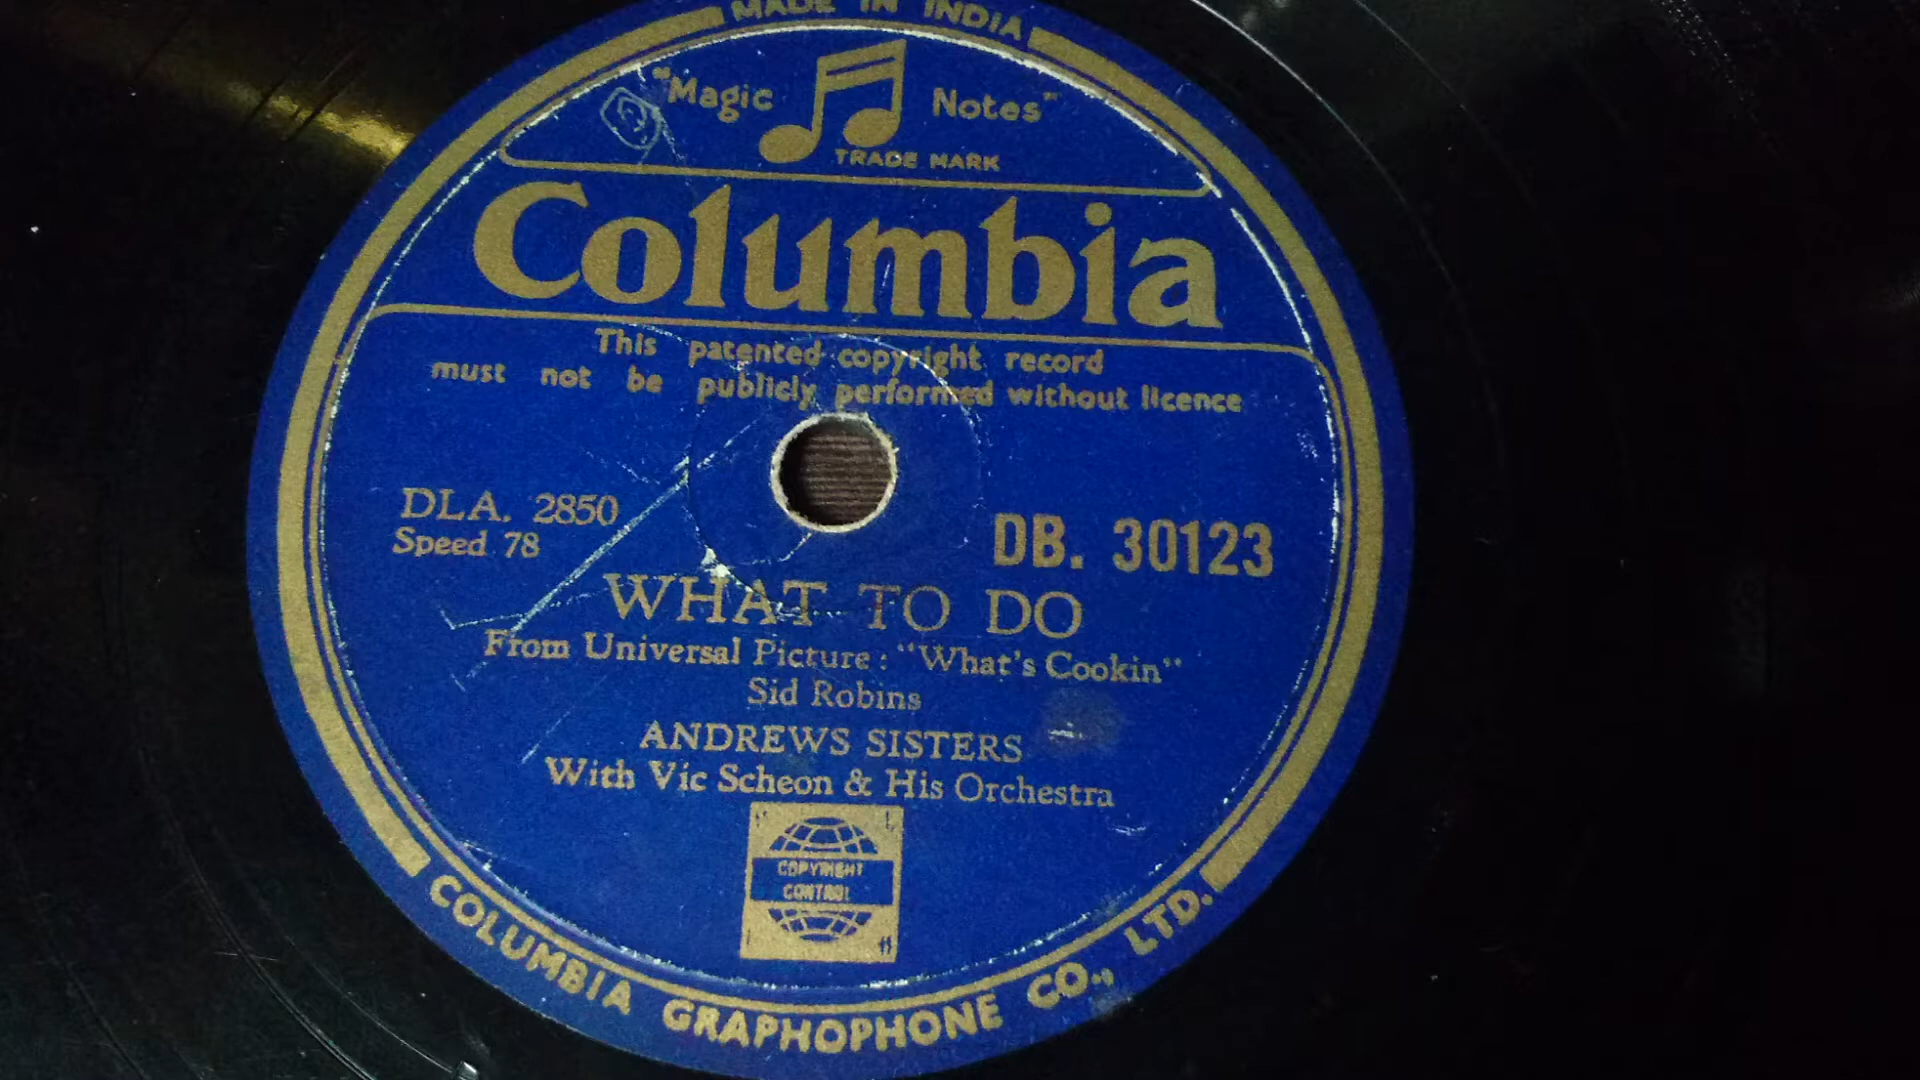 MADE IN INDIA
"Magic Notes"
TRADE MARK
Columbia
This patented copyright record
must not be publicly performed without licence
DLA. 2850
Speed 78
DB. 30123
WHAT TO DO
From Universal Picture : "What's Cookin"
Sid Robins
ANDREWS SISTERS
With Vic Scheon & His Orchestra
COPYRIGHT
CONTROL
COLUMBIA GRAPHOPHONE CO., LTD.